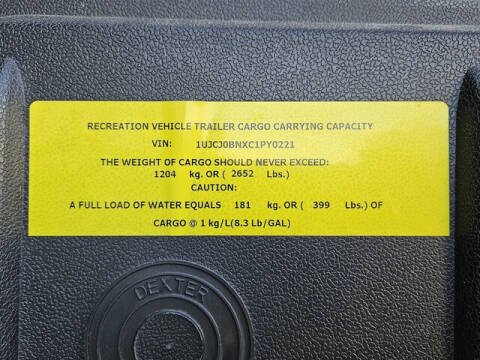 RECREATION VEHICLE TRAILER CARGO CARRYING CAPACITY
VIN: 1UJCJ0BNXC1PY0221
THE WEIGHT OF CARGO SHOULD NEVER EXCEED:
1204 kg. OR ( 2652 Lbs.)
CAUTION:
A FULL LOAD OF WATER EQUALS 181 kg. OR ( 399 Lbs.) OF
CARGO @ 1 kg/L(8.3 Lb/GAL)
DEXTER